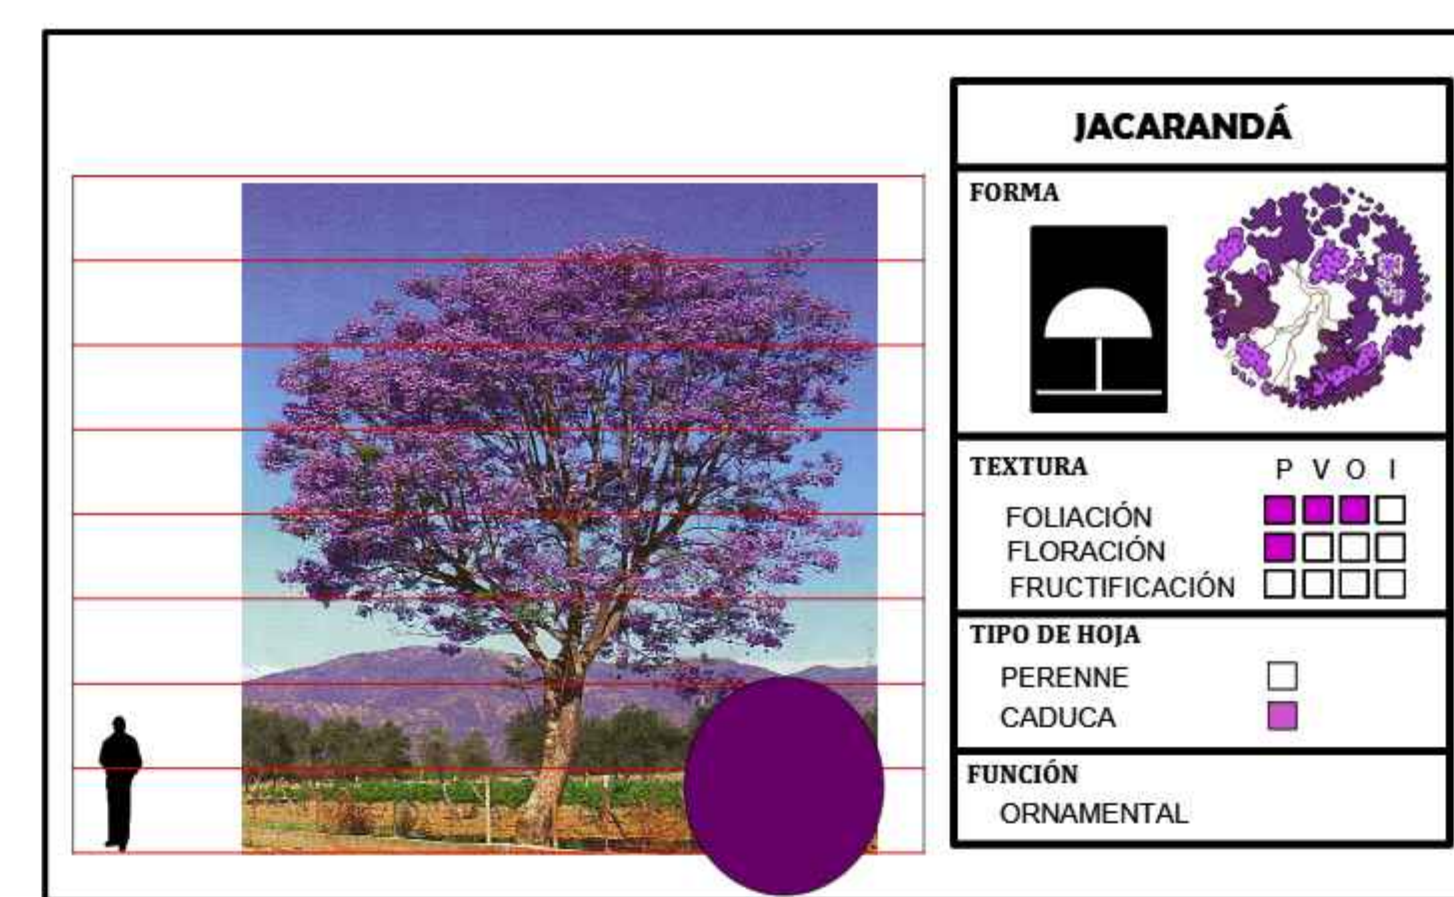 JACARANDÁ
FORMA
TEXTURA P V O I
FOLIACIÓN
FLORACIÓN
FRUCTIFICACIÓN
TIPO DE HOJA
PERENNE
CADUCA
FUNCIÓN
ORNAMENTAL